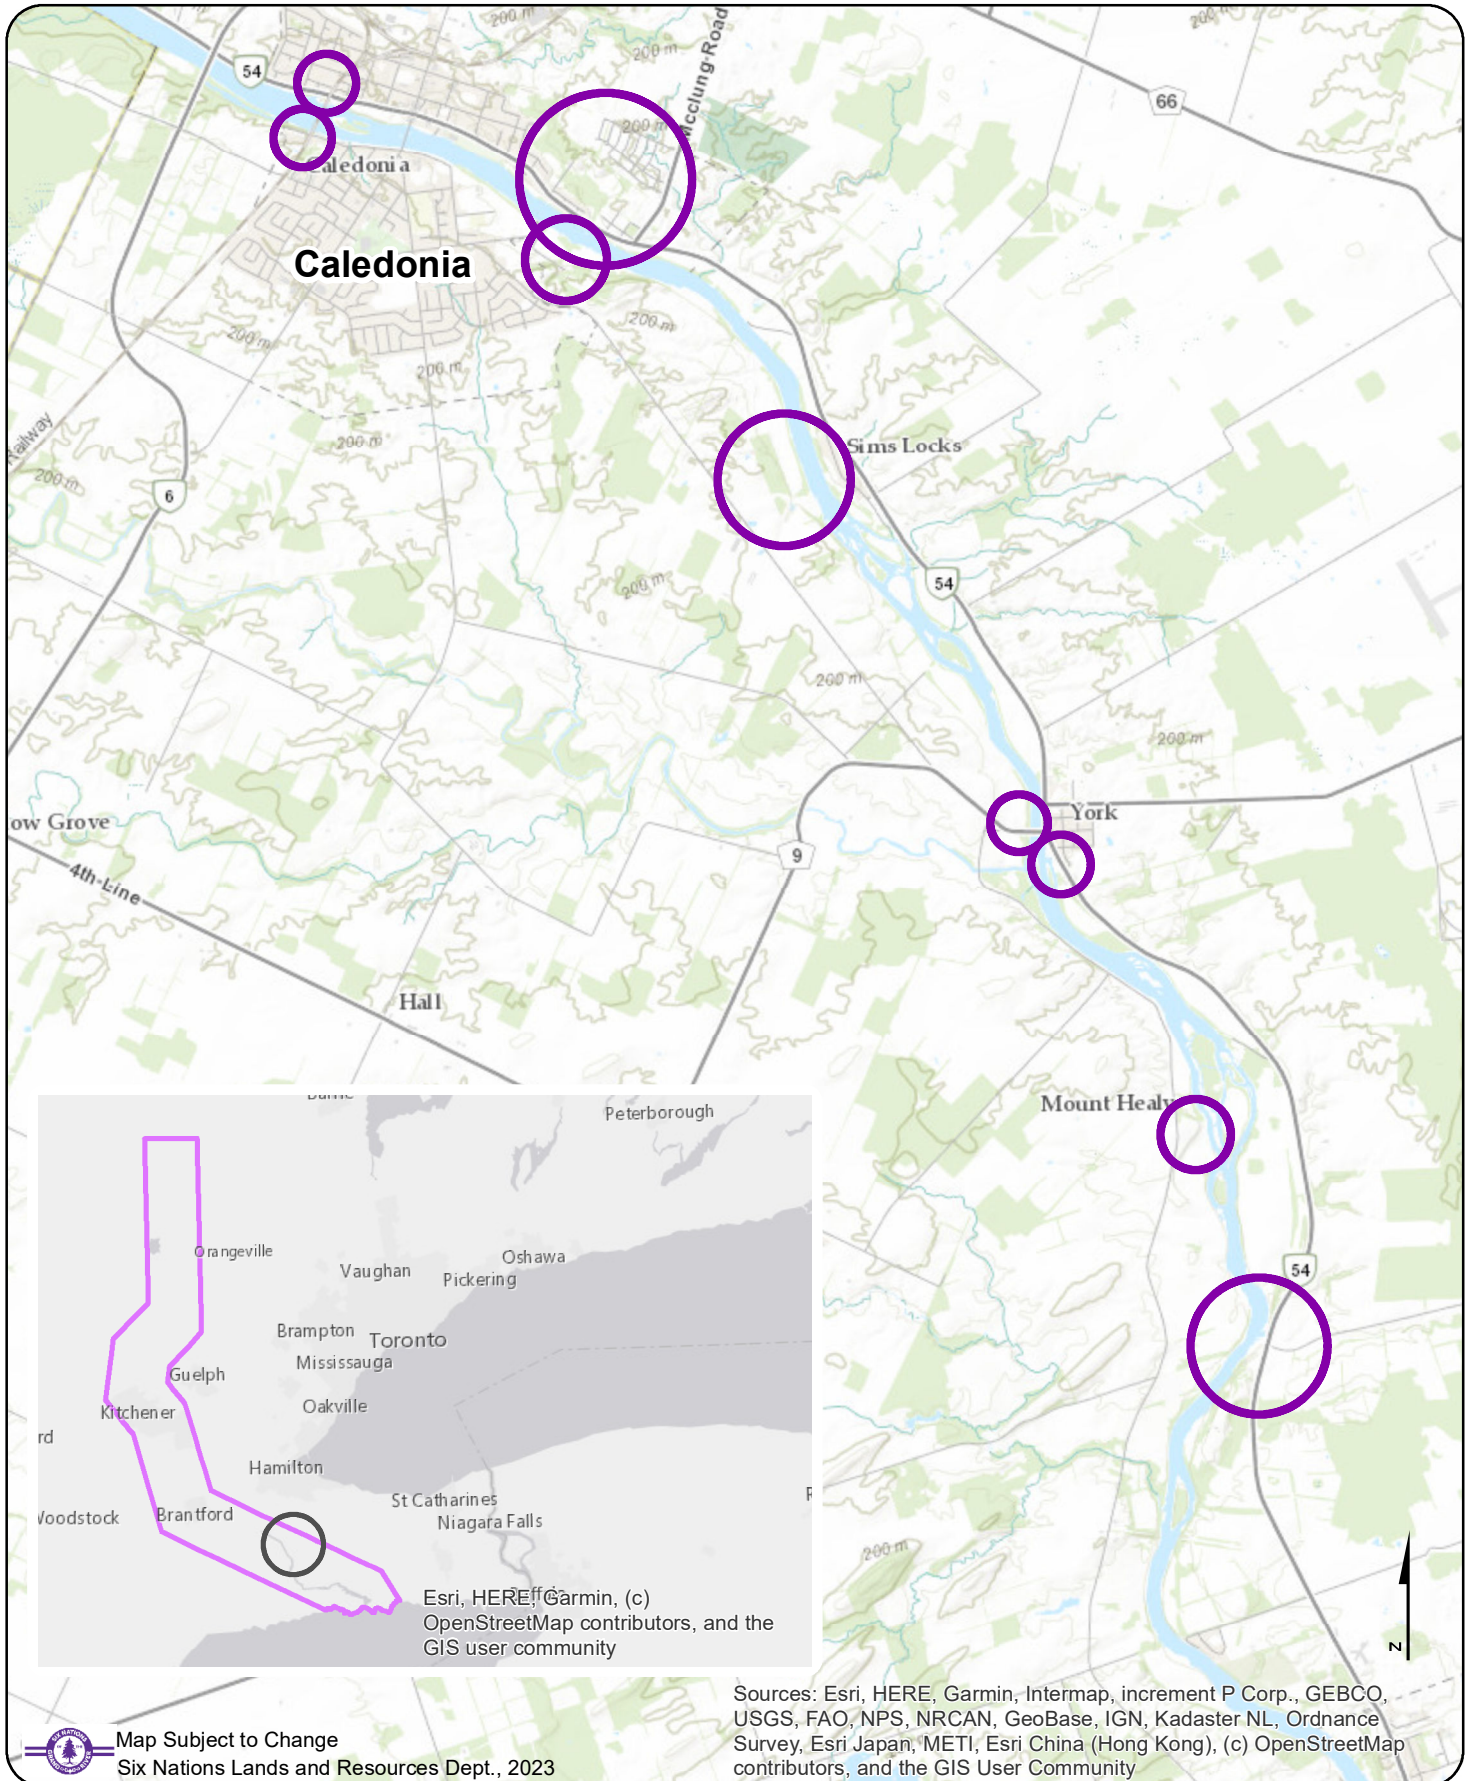 200 m
200 m
54
200 m
Mcclung Road
66
200 m
Caledonia
Caledonia
200 m
200 m
200 m
Railway
200 m
200 m
Sims Locks
6
54
200 m
200 m
200 m
ow Grove
York
4th Line
9
Hall
Mount Healy
Peterborough
Orangeville
Oshawa
Vaughan
Pickering
Brampton
Toronto
Mississauga
Guelph
Oakville
Kitchener
rd
Hamilton
St Catharines
Woodstock
Brantford
Niagara Falls
54
200 m
Esri, HERE, Garmin, (c)
OpenStreetMap contributors, and the
GIS user community
N
Sources: Esri, HERE, Garmin, Intermap, increment P Corp., GEBCO,
USGS, FAO, NPS, NRCAN, GeoBase, IGN, Kadaster NL, Ordnance
Survey, Esri Japan, METI, Esri China (Hong Kong), (c) OpenStreetMap
contributors, and the GIS User Community
SIX NATIONS
Map Subject to Change
Six Nations Lands and Resources Dept., 2023